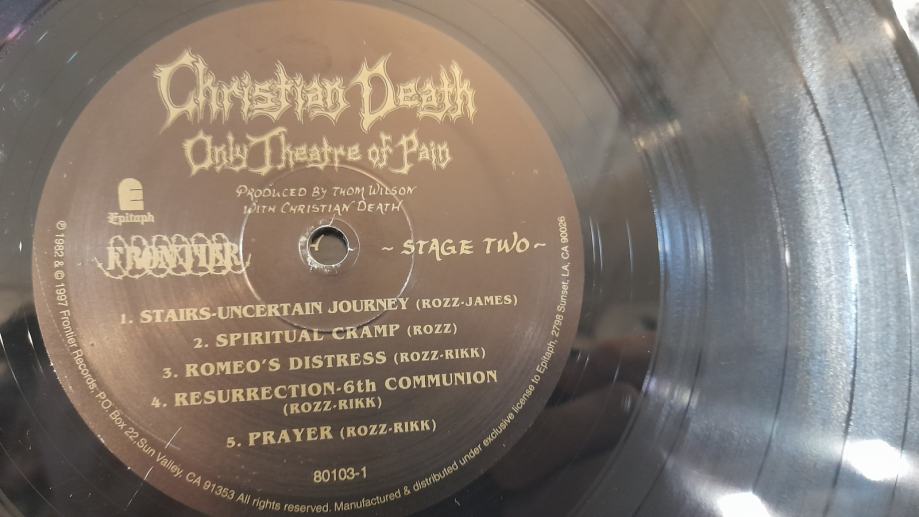 Christian Death
Only Theatre of Pain
PRODUCED BY THOM WILSON
WITH CHRISTIAN DEATH
Epitaph
FRONTIER
~ STAGE TWO ~
1. STAIRS-UNCERTAIN JOURNEY (ROZZ-JAMES)
2. SPIRITUAL CRAMP (ROZZ)
3. ROMEO'S DISTRESS (ROZZ-RIKK)
4. RESURRECTION-6th COMMUNION
(ROZZ-RIKK)
5. PRAYER (ROZZ-RIKK)
80103-1
© 1982 & © 1997 Frontier Records, P.O. Box 22, Sun Valley, CA 91353 All rights reserved. Manufactured & distributed under exclusive license to Epitaph, 2798 Sunset, LA, CA 90026